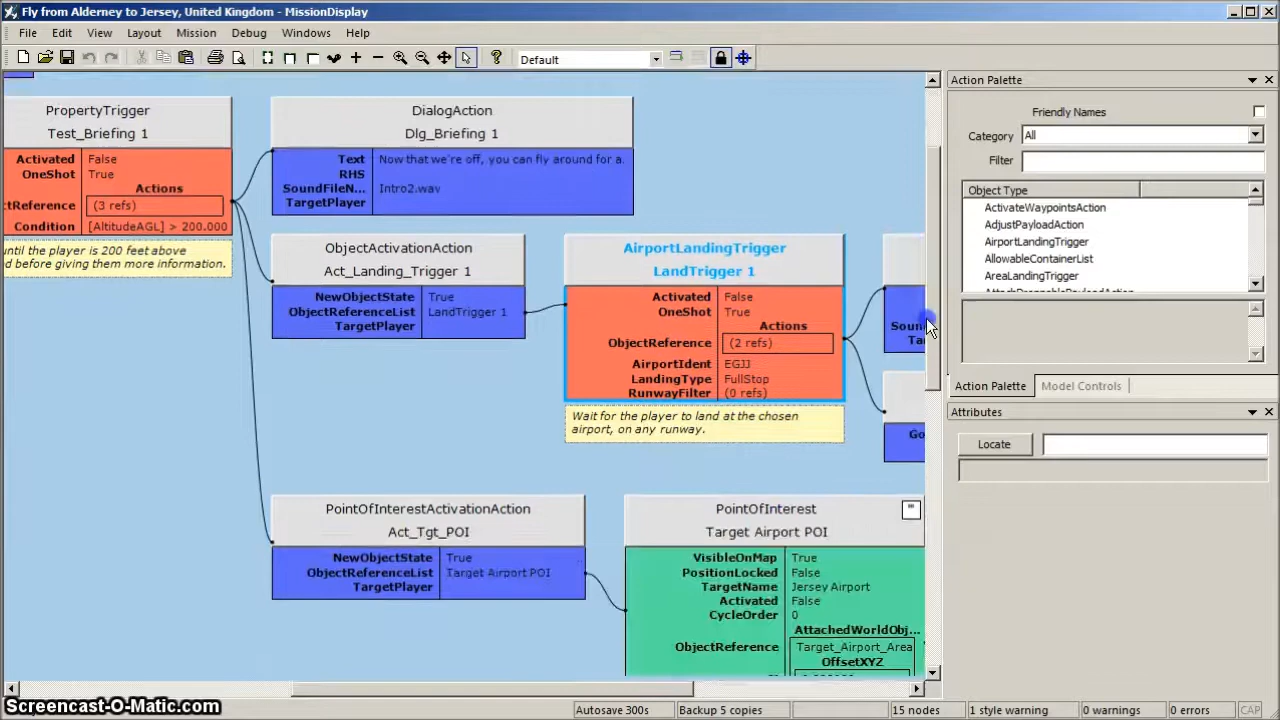 Fly from Alderney to Jersey, United Kingdom - MissionDisplay
File Edit View Layout Mission Debug Windows Help
Default
PropertyTrigger
Test_Briefing 1
Activated False
OneShot True
Actions
ctReference (3 refs)
Condition [AltitudeAGL] > 200.000
until the player is 200 feet above
d before giving them more information.
DialogAction
Dlg_Briefing 1
Text Now that we're off, you can fly around for a.
RHS
SoundFileN... Intro2.wav
TargetPlayer
ObjectActivationAction
Act_Landing_Trigger 1
NewObjectState True
ObjectReferenceList LandTrigger 1
TargetPlayer
AirportLandingTrigger
LandTrigger 1
Activated False
OneShot True
Actions
ObjectReference (2 refs)
AirportIdent EGJJ
LandingType FullStop
RunwayFilter (0 refs)
Wait for the player to land at the chosen
airport, on any runway.
Soun
Ta
Go
PointOfInterestActivationAction
Act_Tgt_POI
NewObjectState True
ObjectReferenceList Target Airport POI
TargetPlayer
PointOfInterest
Target Airport POI
VisibleOnMap True
PositionLocked False
TargetName Jersey Airport
Activated False
CycleOrder 0
AttachedWorldObj...
ObjectReference Target_Airport_Area
OffsetXYZ
Action Palette
Friendly Names
Category All
Filter
Object Type
ActivateWaypointsAction
AdjustPayloadAction
AirportLandingTrigger
AllowableContainerList
AreaLandingTrigger
AttachDroppablePayloadAction
Action Palette Model Controls
Attributes
Locate
Screencast-O-Matic.com
Autosave 300s Backup 5 copies 15 nodes 1 style warning 0 warnings 0 errors CAP